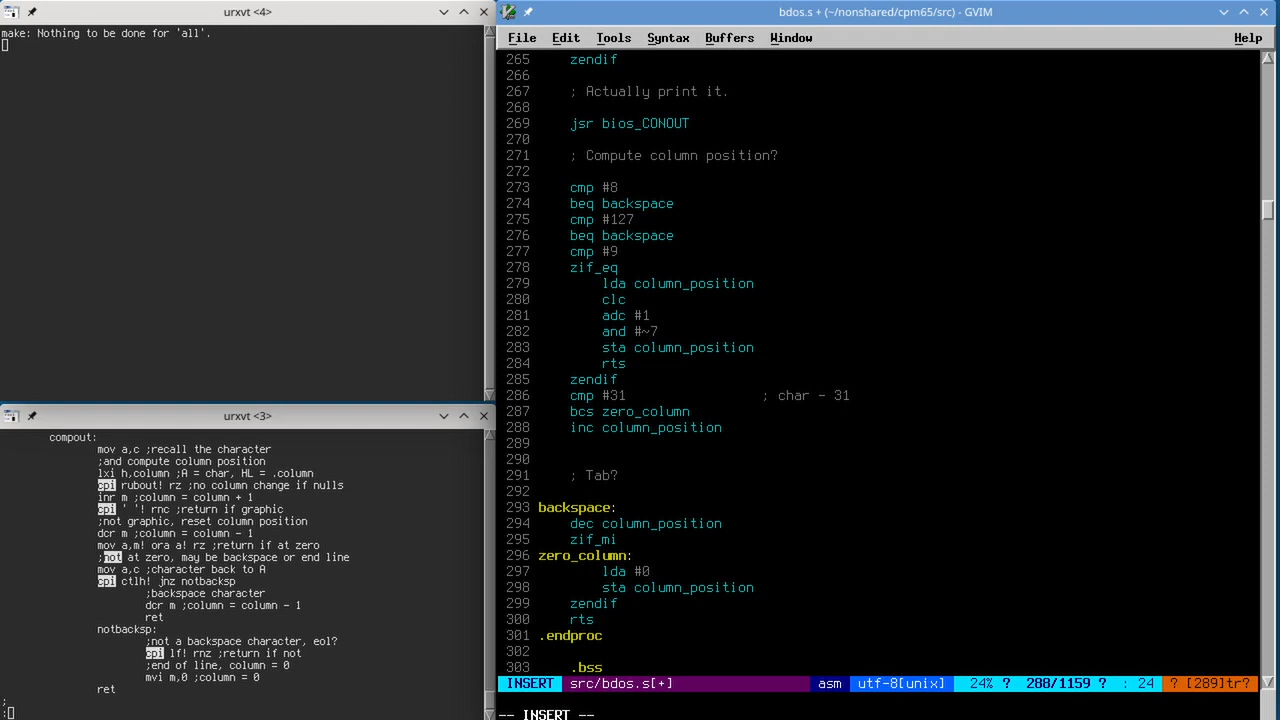 urxvt <4>
make: Nothing to be done for 'all'.
urxvt <3>
compout:
mov a,c ;recall the character
;and compute column position
lxi h,column ;A = char, HL = .column
cpi rubout! rz ;no column change if nulls
inr m ;column = column + 1
cpi ' '! rnc ;return if graphic
;not graphic, reset column position
dcr m ;column = column - 1
mov a,m! ora a! rz ;return if at zero
;not at zero, may be backspace or end line
mov a,c ;character back to A
cpi ctlh! jnz notbacksp
;backspace character
dcr m ;column = column - 1
ret
notbacksp:
;not a backspace character, eol?
cpi lf! rnz ;return if not
;end of line, column = 0
mvi m,0 ;column = 0
ret
;
:
bdos.s + (~/nonshared/cpm65/src) - GVIM
File Edit Tools Syntax Buffers Window Help
265 zendif
266
267 ; Actually print it.
268
269 jsr bios_CONOUT
270
271 ; Compute column position?
272
273 cmp #8
274 beq backspace
275 cmp #127
276 beq backspace
277 cmp #9
278 zif_eq
279 lda column_position
280 clc
281 adc #1
282 and #~7
283 sta column_position
284 rts
285 zendif
286 cmp #31 ; char - 31
287 bcs zero_column
288 inc column_position
289
290
291 ; Tab?
292
293 backspace:
294 dec column_position
295 zif_mi
296 zero_column:
297 lda #0
298 sta column_position
299 zendif
300 rts
301 .endproc
302
303 .bss
INSERT src/bdos.s[+] asm utf-8[unix] 24% ? 288/1159 ? : 24 ? [289]tr?
-- INSERT --